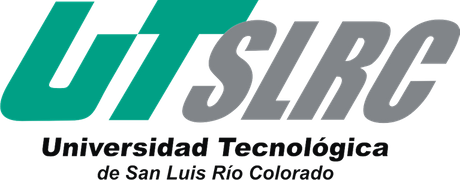 UTSLRC
Universidad Tecnológica
de San Luis Río Colorado